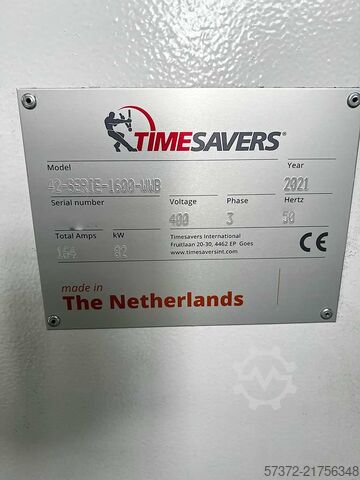 TIMESAVERS®
Model Year
42-SERIE-1600-WWB 2021
Serial number Voltage Phase Hertz
400 3 50
Total Amps kW
164 82
Timesavers International
Fruitlaan 20-30, 4462 EP Goes
www.timesaversint.com
CE
made in
The Netherlands
57372-21756348